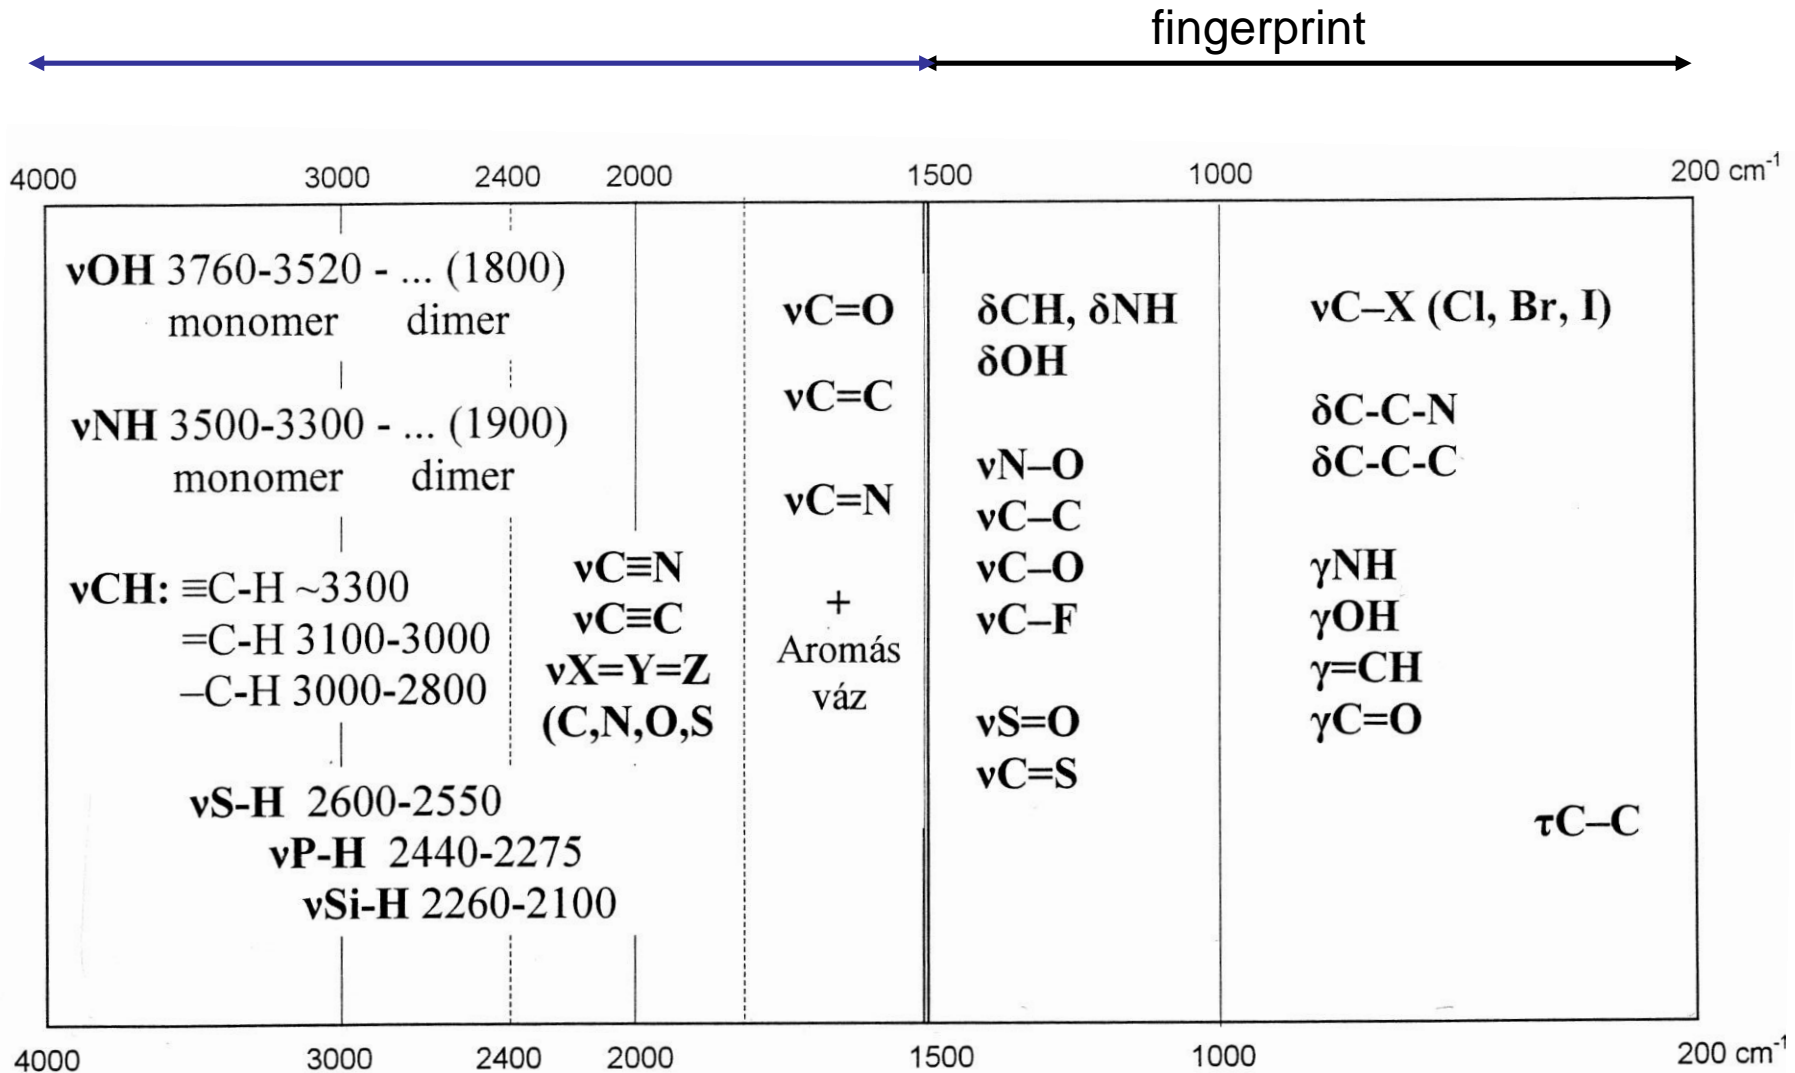 fingerprint
4000 3000 2400 2000 1500 1000 200 cm⁻¹
νOH 3760-3520 - ... (1800)
monomer dimer
νNH 3500-3300 - ... (1900)
monomer dimer
νCH: ≡C-H ~3300
=C-H 3100-3000
–C-H 3000-2800
νS-H 2600-2550
νP-H 2440-2275
νSi-H 2260-2100
νC≡N
νC≡C
νX=Y=Z
(C,N,O,S
νC=O
νC=C
νC=N
+
Aromás
váz
δCH, δNH
δOH
νN–O
νC–C
νC–O
νC–F
νS=O
νC=S
νC–X (Cl, Br, I)
δC-C-N
δC-C-C
γNH
γOH
γ=CH
γC=O
τC–C
4000 3000 2400 2000 1500 1000 200 cm⁻¹